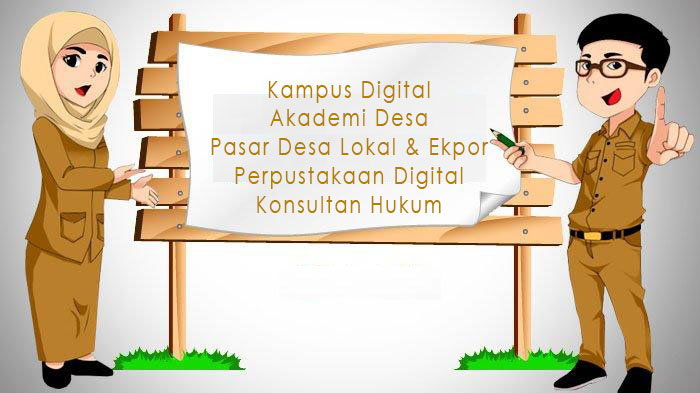 Kampus Digital
Akademi Desa
Pasar Desa Lokal & Ekpor
Perpustakaan Digital
Konsultan Hukum